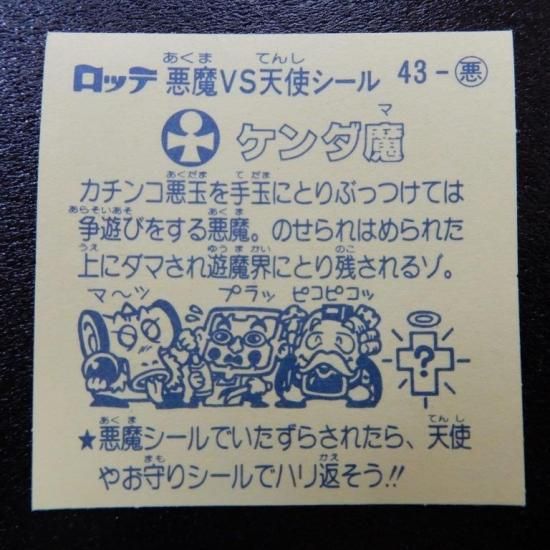 ロッテ 悪魔VS天使シール 43-悪
あくま てんし
ケンダ魔
マ
カチンコ悪玉を手玉にとりぶっつけては
あくだま て だま
争遊びをする悪魔。のせられはめられた
あらそいあそ あくま
上にダマされ遊魔界にとり残されるゾ。
うえ ゆうまかい のこ
マ〜ツ プラッ ピコピコッ
?
★悪魔シールでいたずらされたら、天使
あくま てんし
やお守りシールでハリ返そう!!
まも かえ